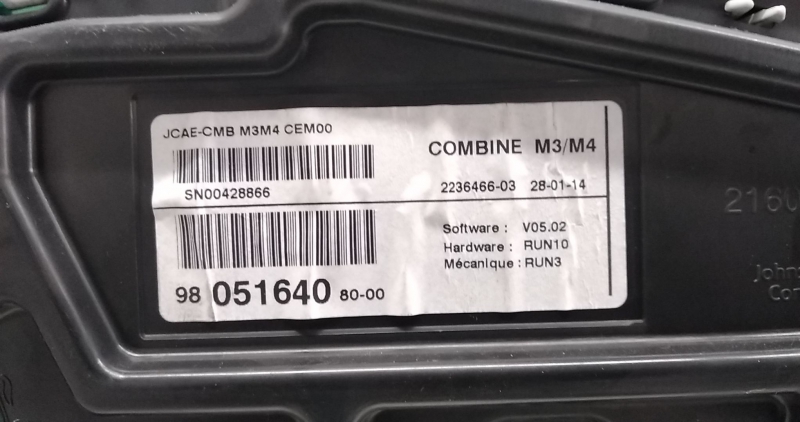 JCAE-CMB M3M4 CEM00
SN00428866
COMBINE M3/M4
2236466-03 28-01-14
Software : V05.02
Hardware : RUN10
Mécanique : RUN3
98 051640 80-00